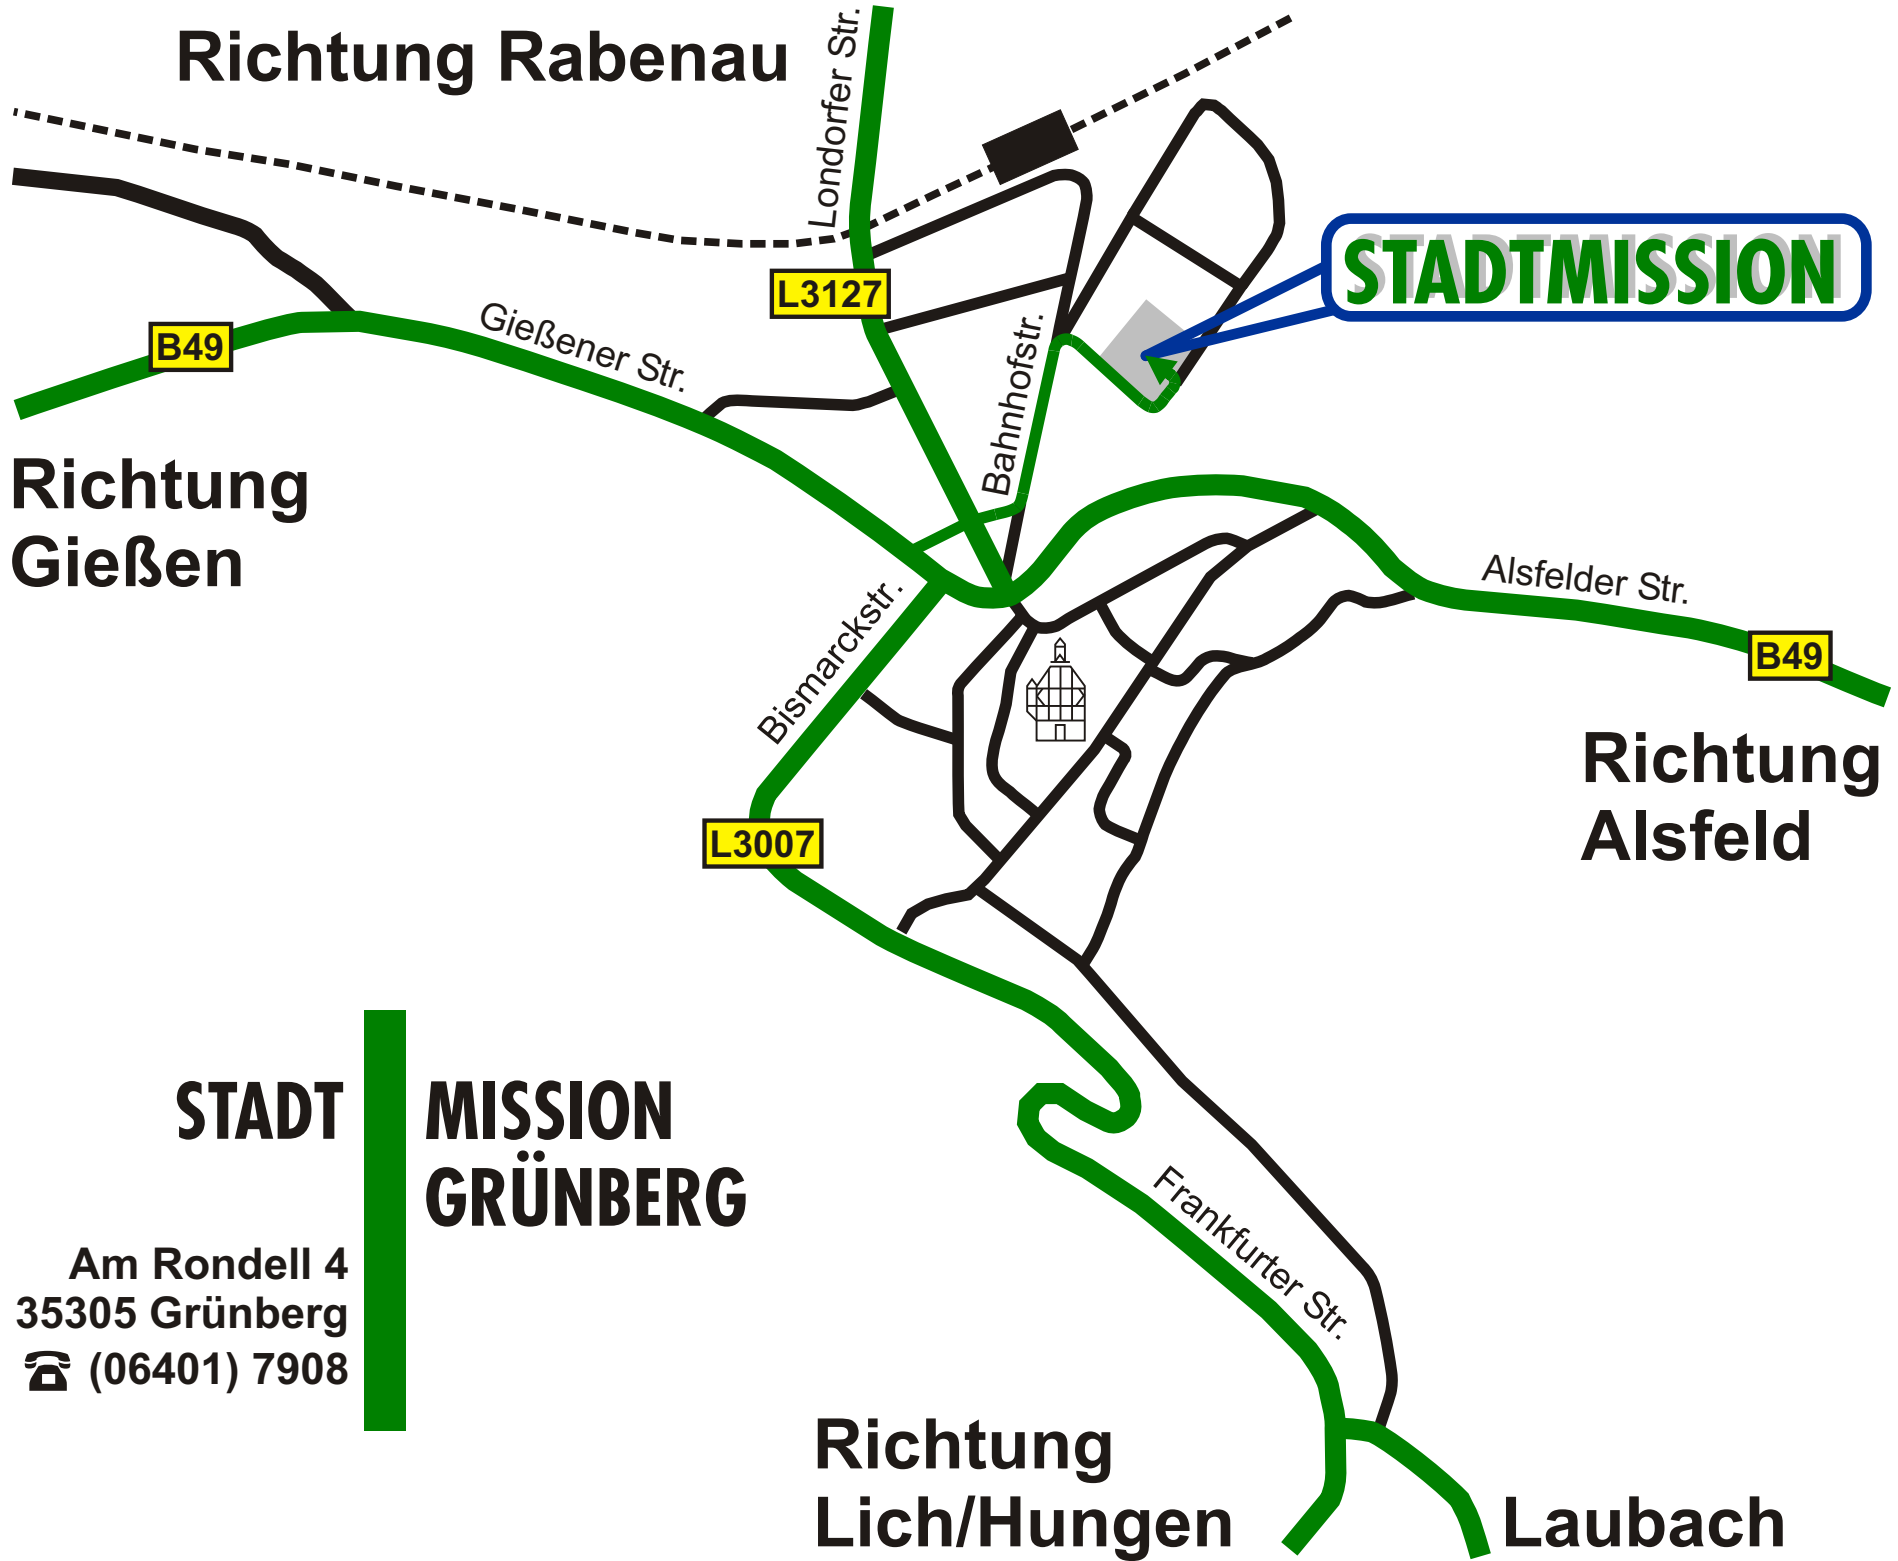 Richtung Rabenau
Londorfer Str.
STADTMISSION
L3127
Gießener Str.
B49
Bahnhofstr.
Richtung
Gießen
Alsfelder Str.
Bismarckstr.
B49
Richtung
Alsfeld
L3007
STADT MISSION
GRÜNBERG
Am Rondell 4
35305 Grünberg
☎ (06401) 7908
Frankfurter Str.
Richtung
Lich/Hungen
Laubach